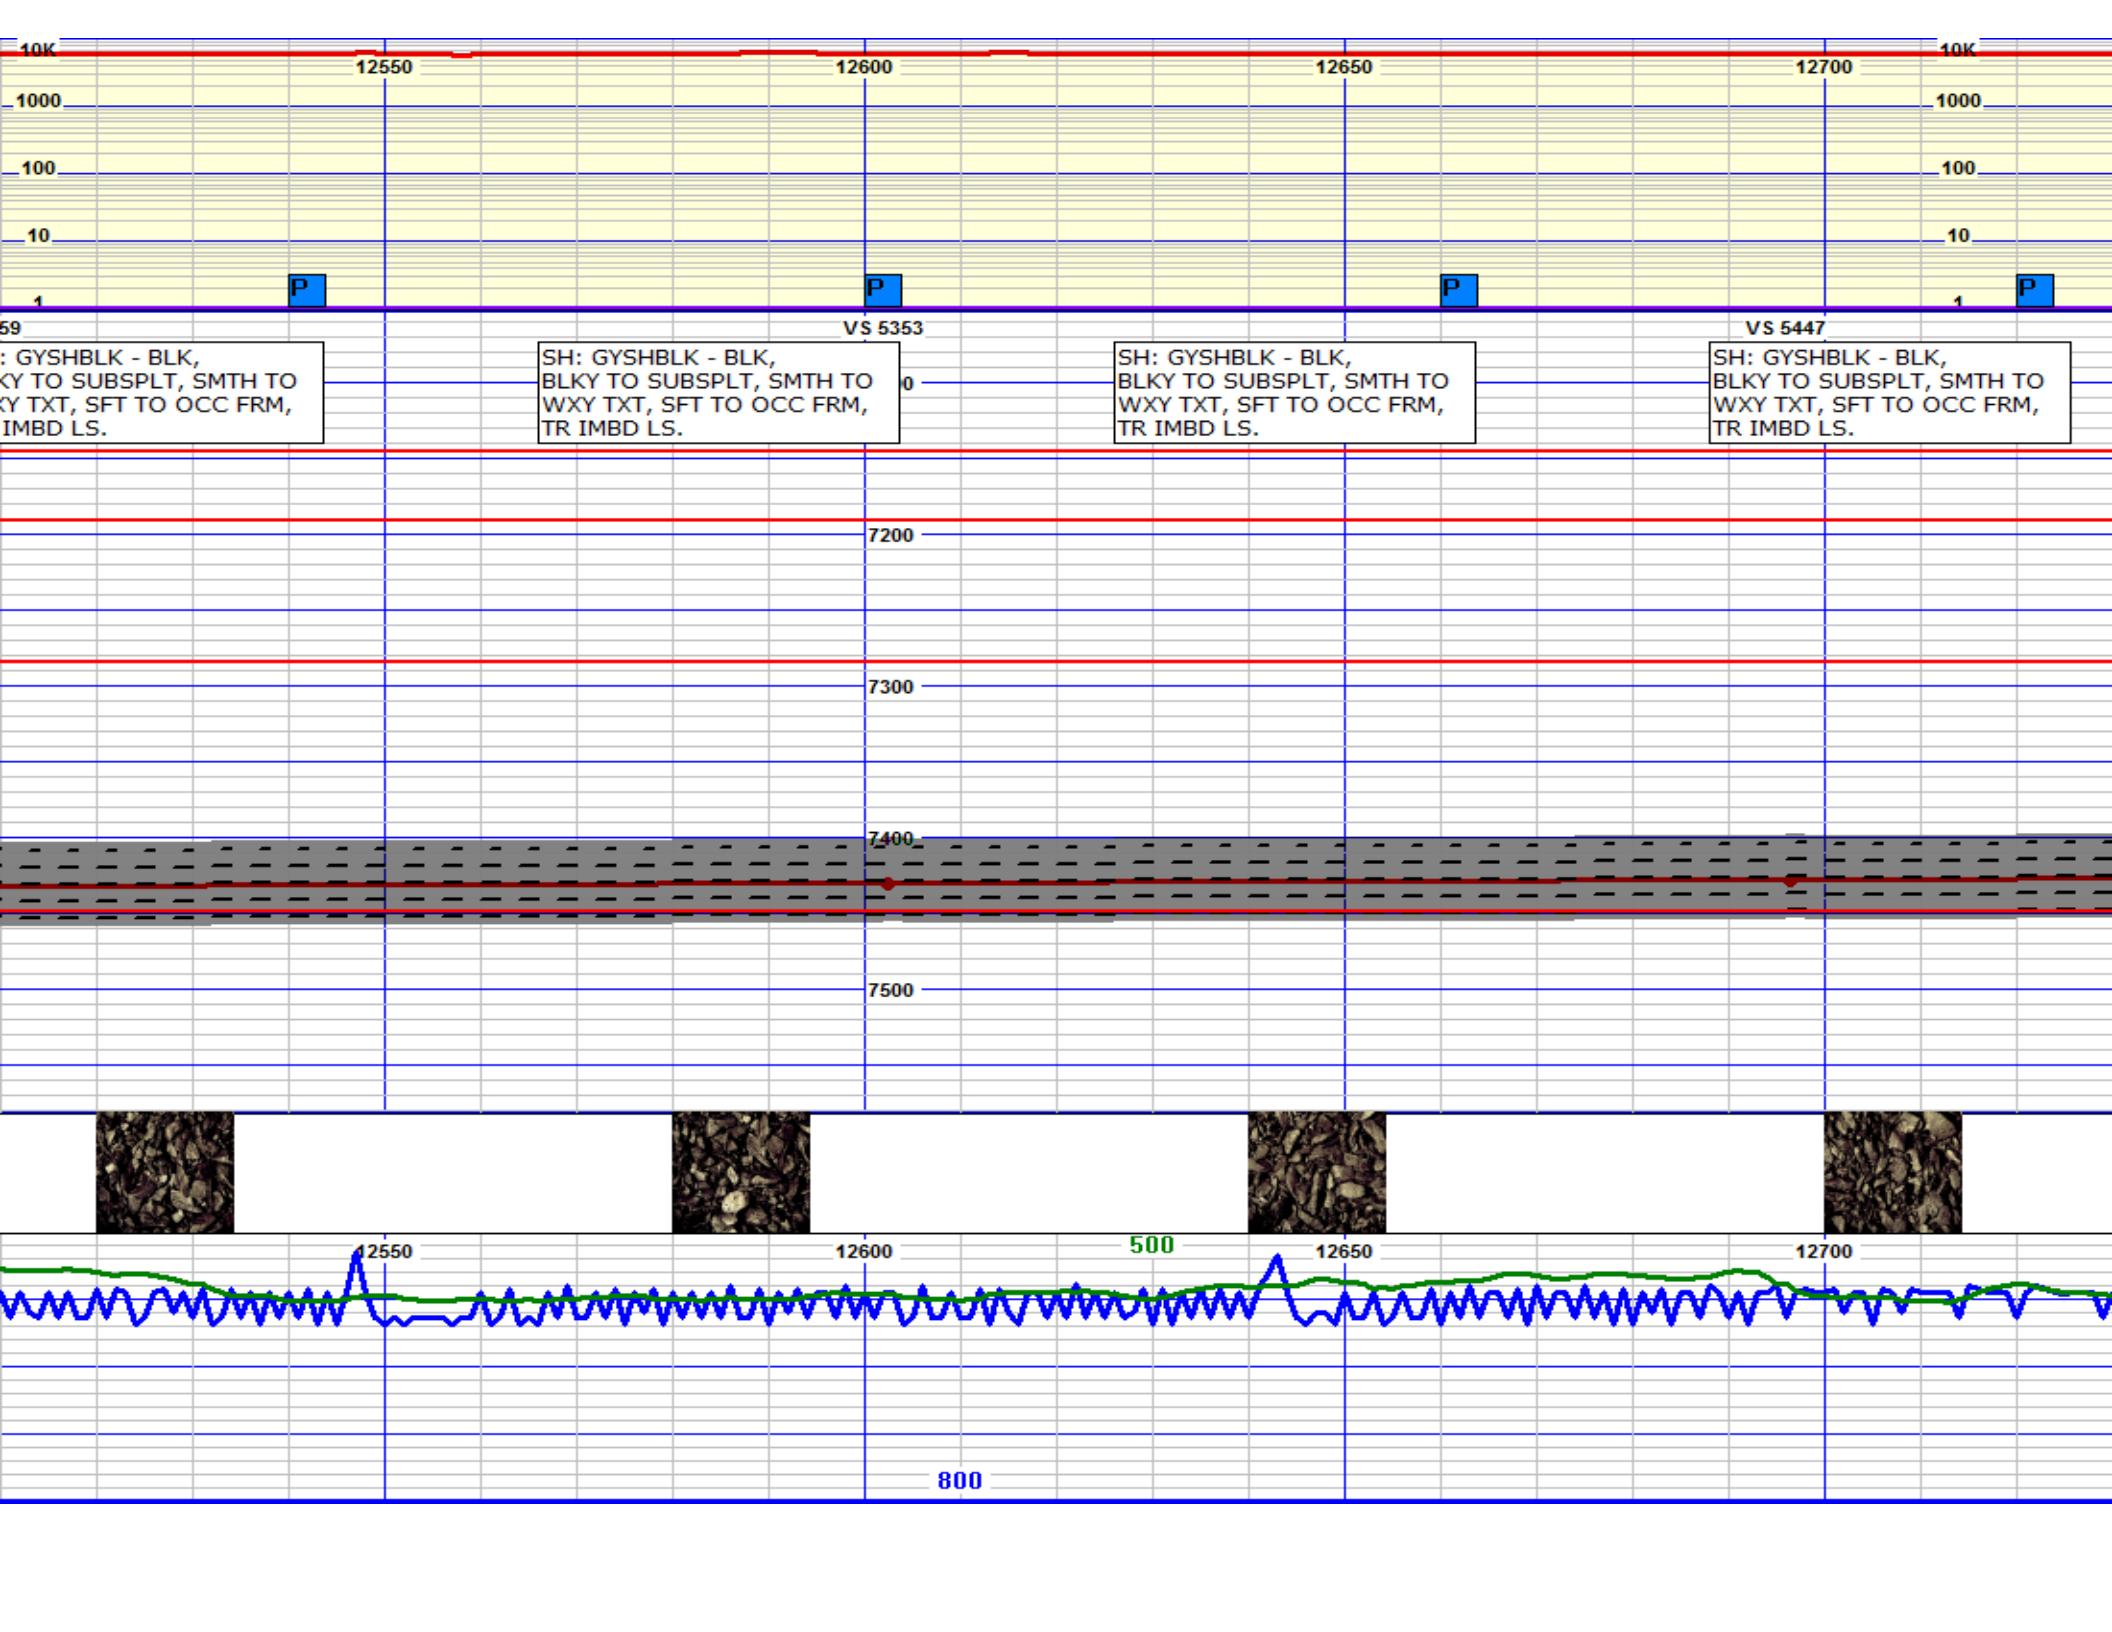 10K
10K
12550
12600
12650
12700
1000
1000
100
100
10
10
P
P
P
P
1
1
59
VS 5353
VS 5447
: GYSHBLK - BLK,
KY TO SUBSPLT, SMTH TO
XY TXT, SFT TO OCC FRM,
IMBD LS.
SH: GYSHBLK - BLK,
BLKY TO SUBSPLT, SMTH TO
WXY TXT, SFT TO OCC FRM,
TR IMBD LS.
0
SH: GYSHBLK - BLK,
BLKY TO SUBSPLT, SMTH TO
WXY TXT, SFT TO OCC FRM,
TR IMBD LS.
SH: GYSHBLK - BLK,
BLKY TO SUBSPLT, SMTH TO
WXY TXT, SFT TO OCC FRM,
TR IMBD LS.
7200
7300
7400
7500
500
12550
12600
12650
12700
800